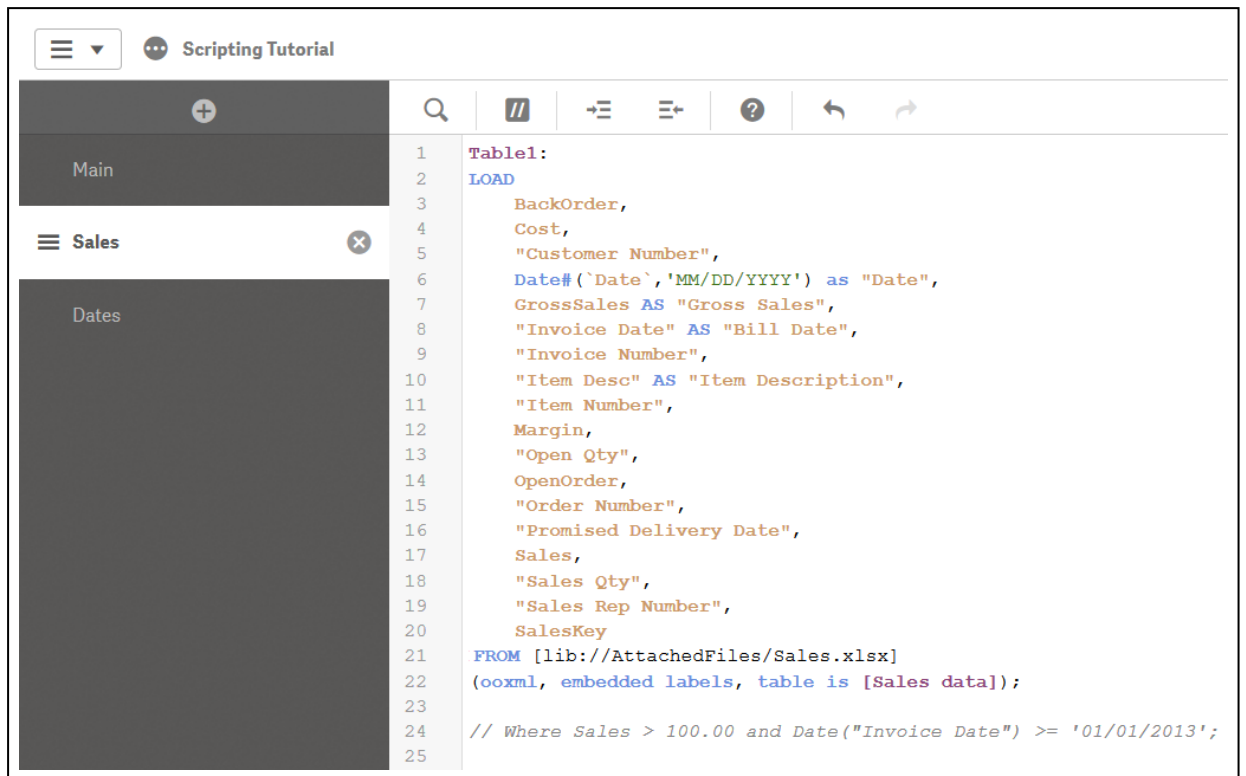 Scripting Tutorial
Main
Sales
Dates
1 Table1:
2 LOAD
3 BackOrder,
4 Cost,
5 "Customer Number",
6 Date#(`Date`,'MM/DD/YYYY') as "Date",
7 GrossSales AS "Gross Sales",
8 "Invoice Date" AS "Bill Date",
9 "Invoice Number",
10 "Item Desc" AS "Item Description",
11 "Item Number",
12 Margin,
13 "Open Qty",
14 OpenOrder,
15 "Order Number",
16 "Promised Delivery Date",
17 Sales,
18 "Sales Qty",
19 "Sales Rep Number",
20 SalesKey
21 FROM [lib://AttachedFiles/Sales.xlsx]
22 (ooxml, embedded labels, table is [Sales data]);
23
24 // Where Sales > 100.00 and Date("Invoice Date") >= '01/01/2013';
25